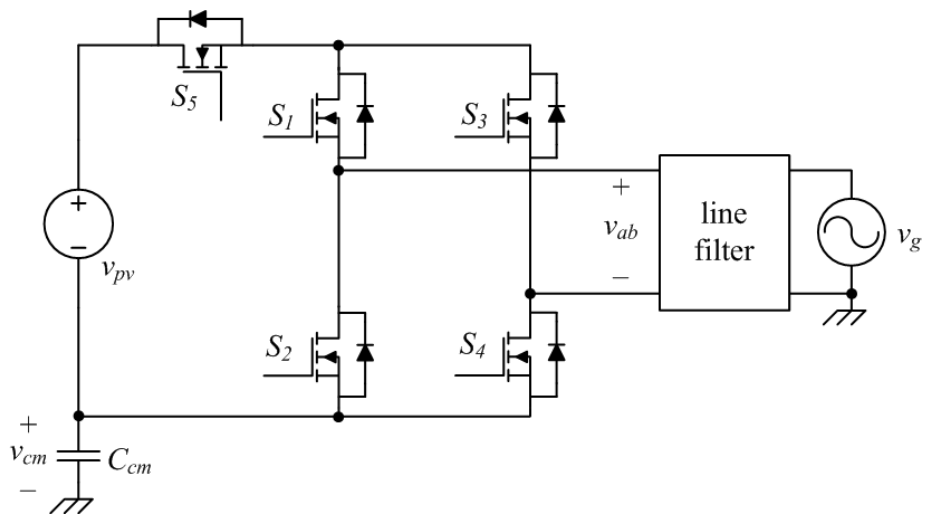 S5
S1
S3
+
−
vpv
+
vab
−
line
filter
vg
S2
S4
+
vcm
−
Ccm